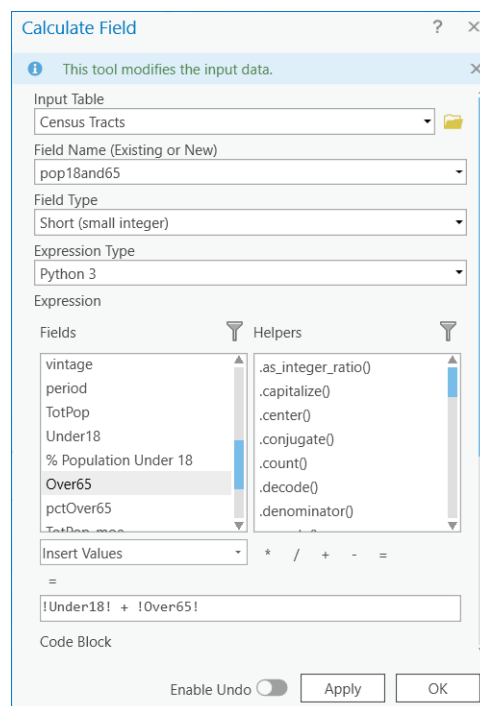 Calculate Field ? ×
This tool modifies the input data. ×
Input Table
Census Tracts
Field Name (Existing or New)
pop18and65
Field Type
Short (small integer)
Expression Type
Python 3
Expression
Fields
vintage
period
TotPop
Under18
% Population Under 18
Over65
pctOver65
Helpers
.as_integer_ratio()
.capitalize()
.center()
.conjugate()
.count()
.decode()
.denominator()
Insert Values * / + - =
=
!Under18! + !Over65!
Code Block
Enable Undo Apply OK